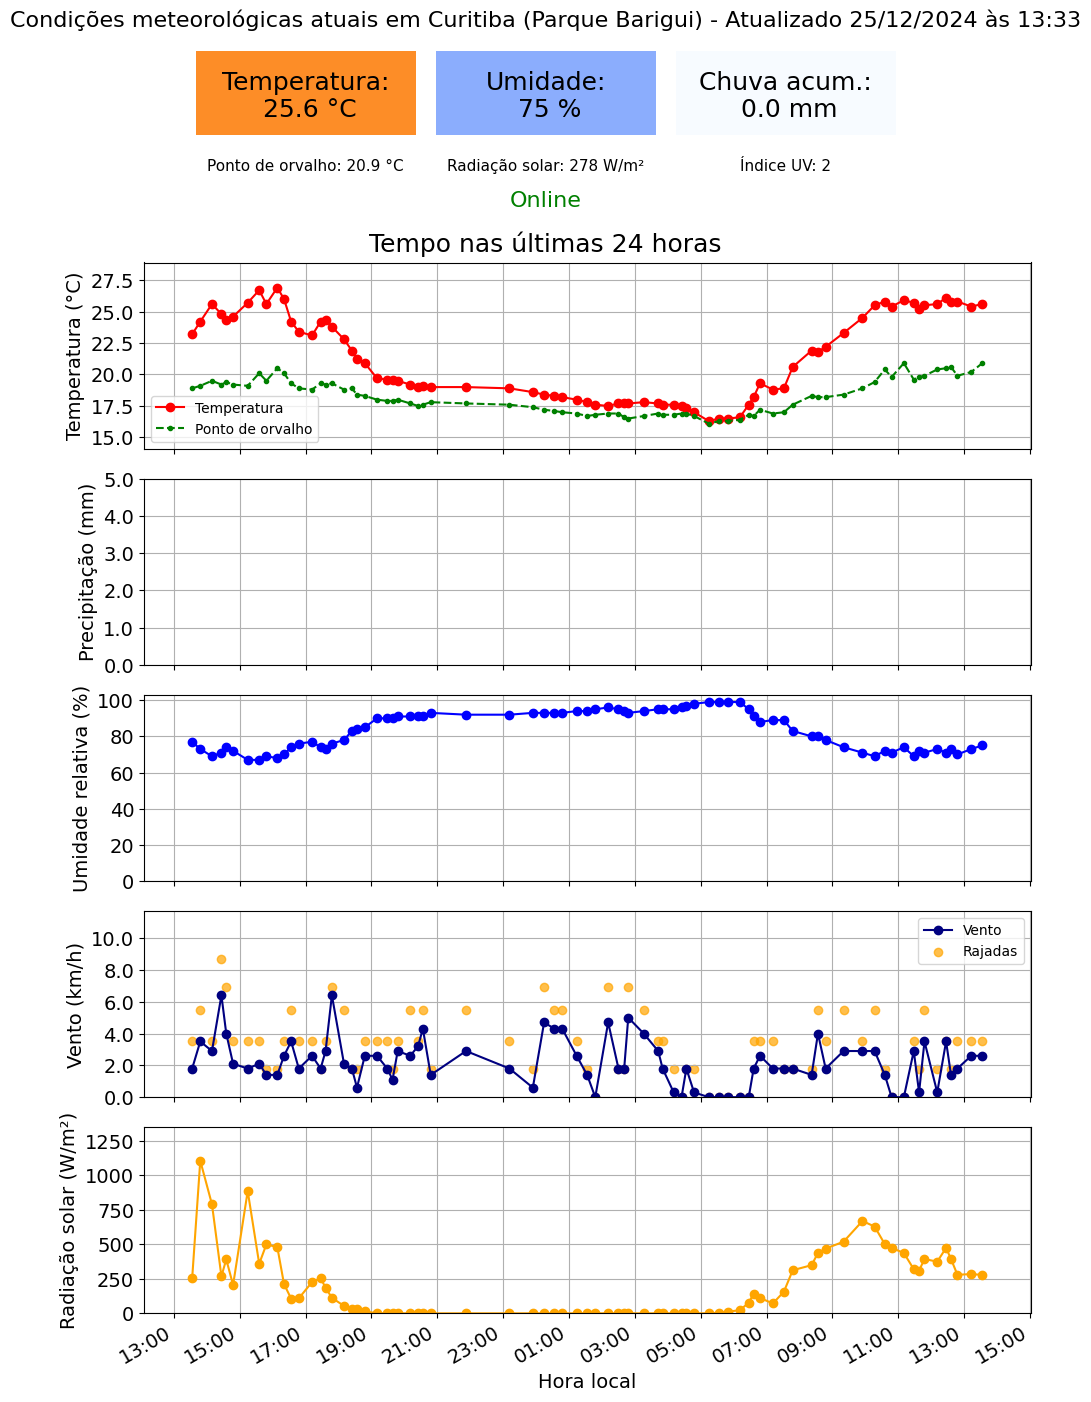 Condições meteorológicas atuais em Curitiba (Parque Barigui) - Atualizado 25/12/2024 às 13:33
Temperatura:
25.6 °C
Umidade:
75 %
Chuva acum.:
0.0 mm
Ponto de orvalho: 20.9 °C
Radiação solar: 278 W/m²
Índice UV: 2
Online
Tempo nas últimas 24 horas
Temperatura (°C)
27.5
25.0
22.5
20.0
17.5
15.0
Temperatura
Ponto de orvalho
Precipitação (mm)
5.0
4.0
3.0
2.0
1.0
0.0
Umidade relativa (%)
100
80
60
40
20
0
Vento (km/h)
10.0
8.0
6.0
4.0
2.0
0.0
Vento
Rajadas
Radiação solar (W/m²)
1250
1000
750
500
250
0
13:00
15:00
17:00
19:00
21:00
23:00
01:00
03:00
05:00
07:00
09:00
11:00
13:00
15:00
Hora local